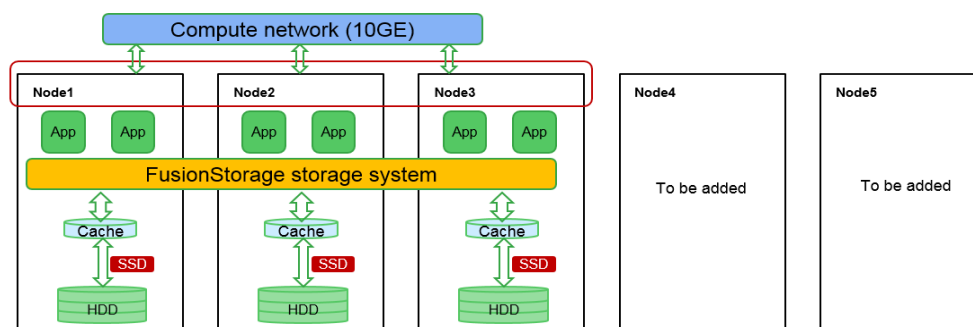 Compute network (10GE)
Node1
Node2
Node3
Node4
Node5
App
App
App
App
App
App
FusionStorage storage system
To be added
To be added
Cache
Cache
Cache
SSD
SSD
SSD
HDD
HDD
HDD